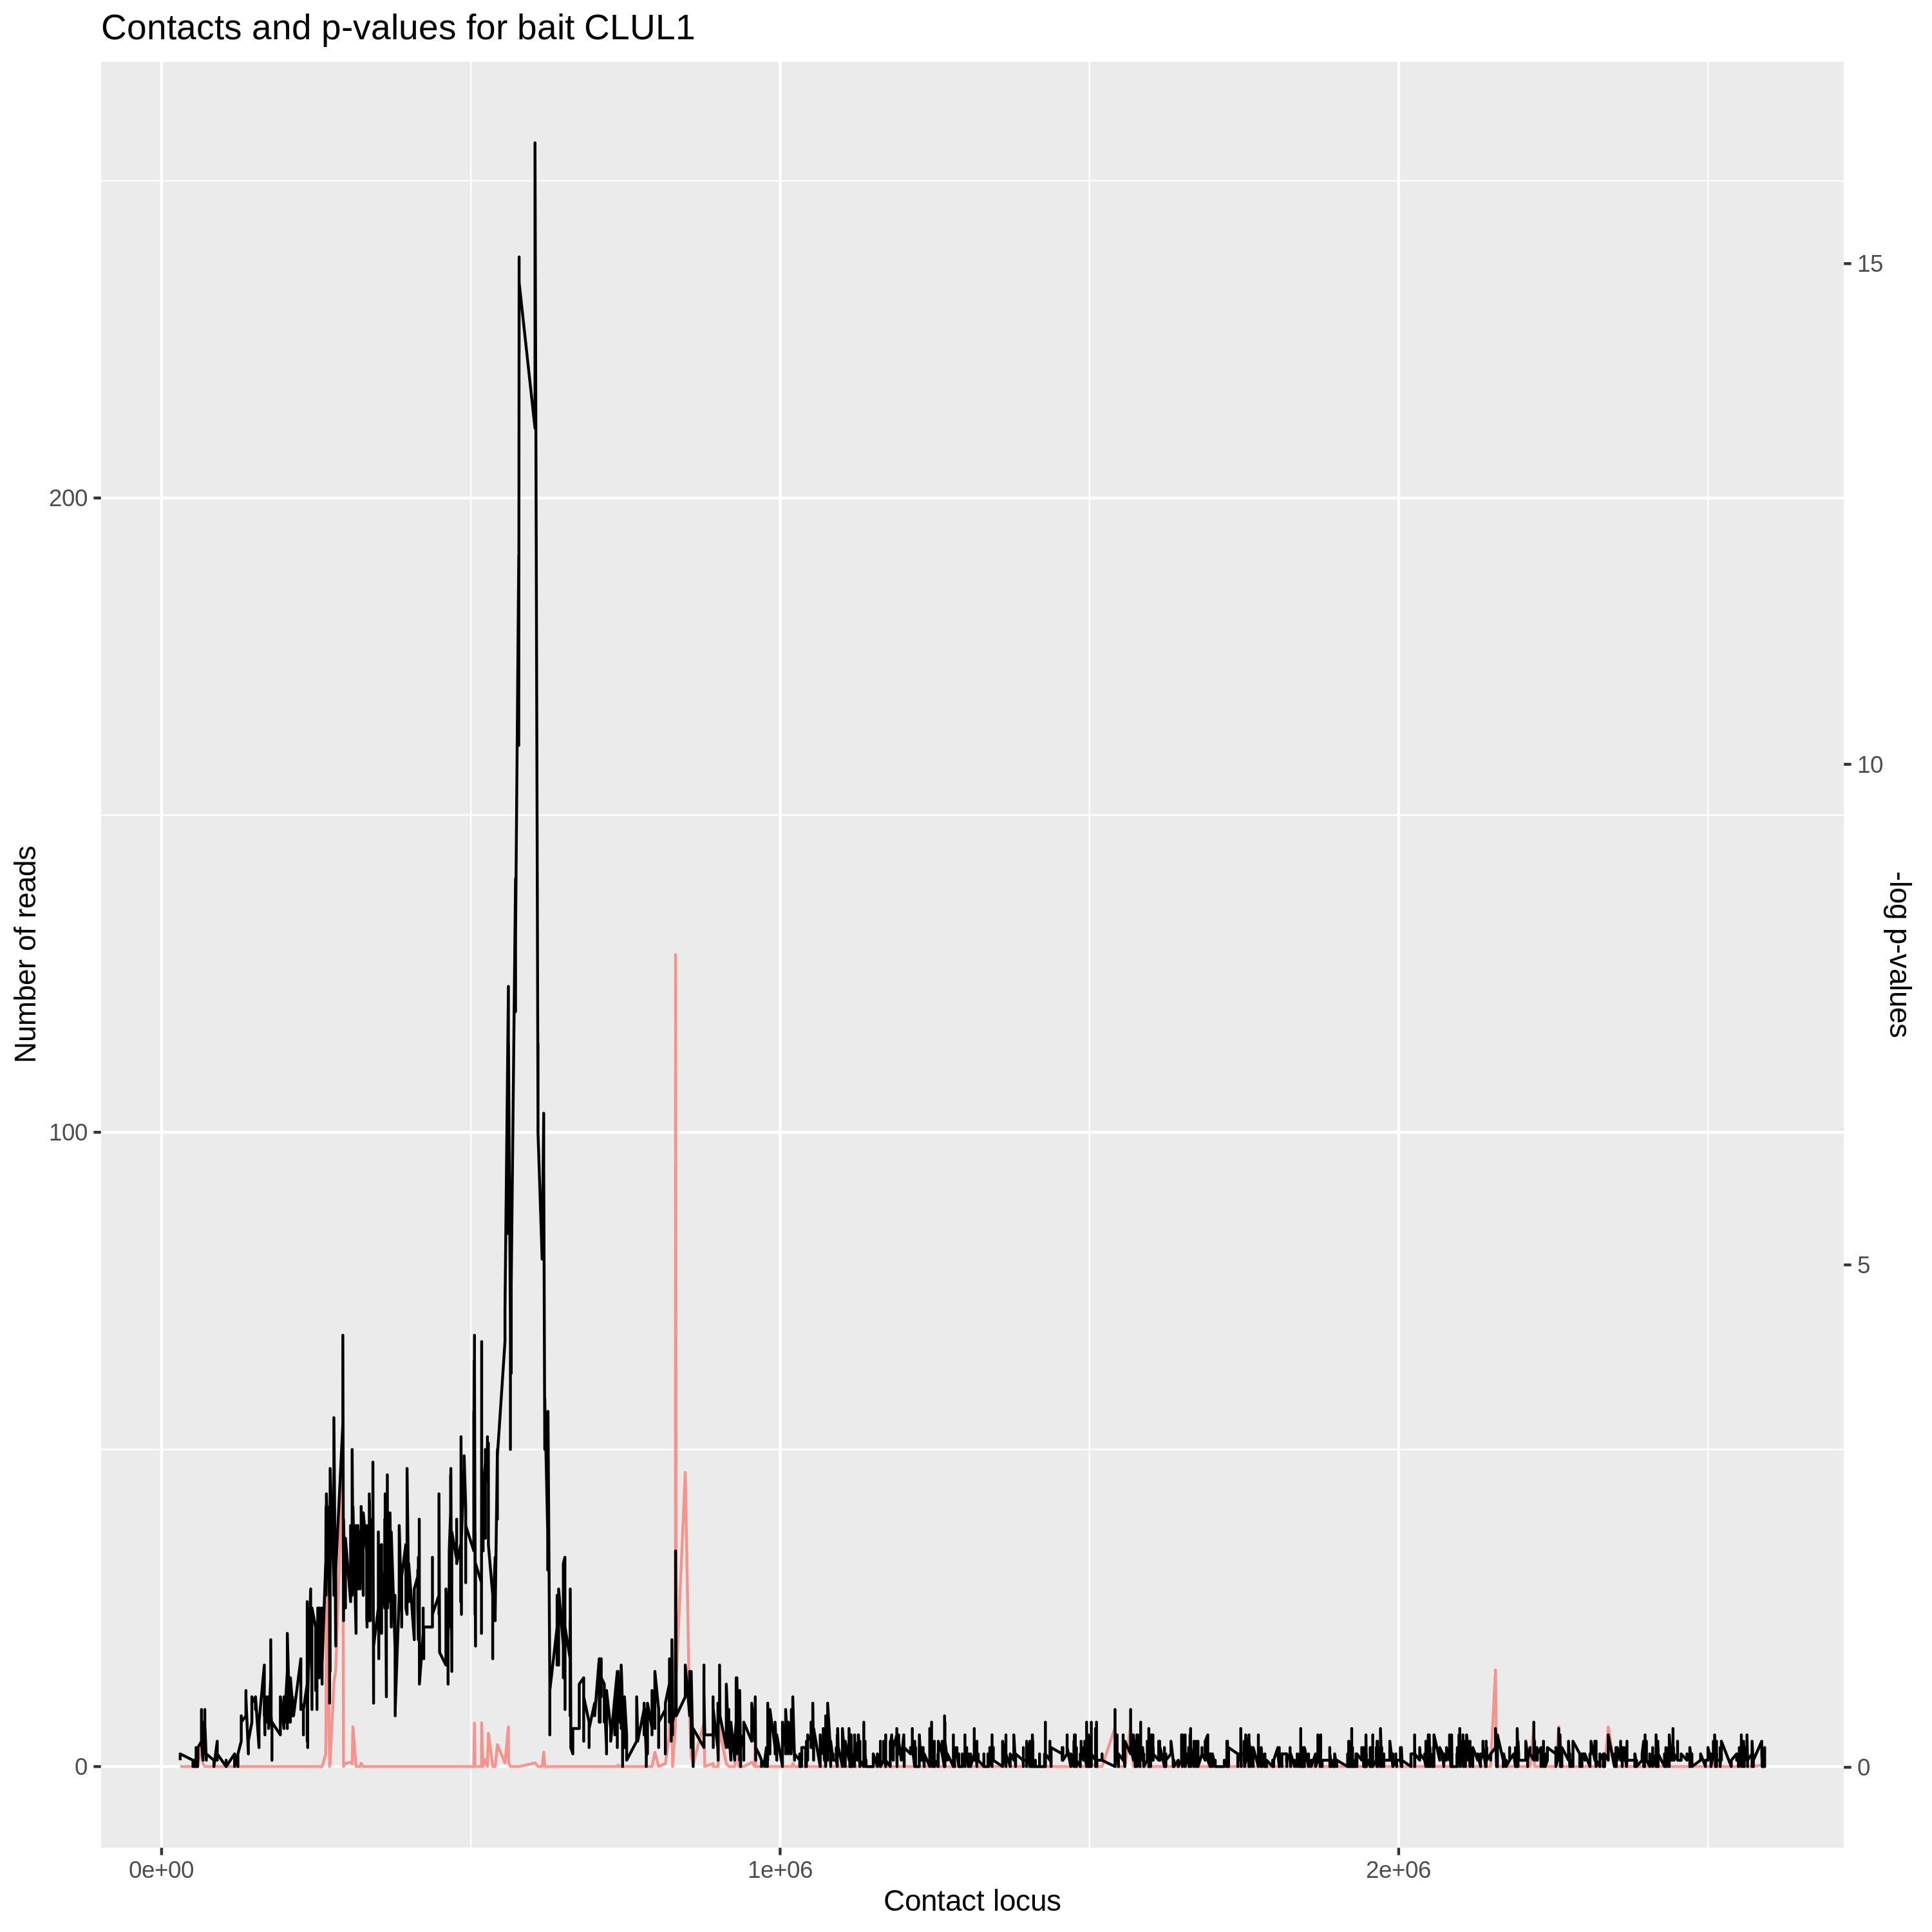 Contacts and p-values for bait CLUL1
Number of reads
200
100
0
15
10
5
0
-log p-values
0e+00
1e+06
2e+06
Contact locus